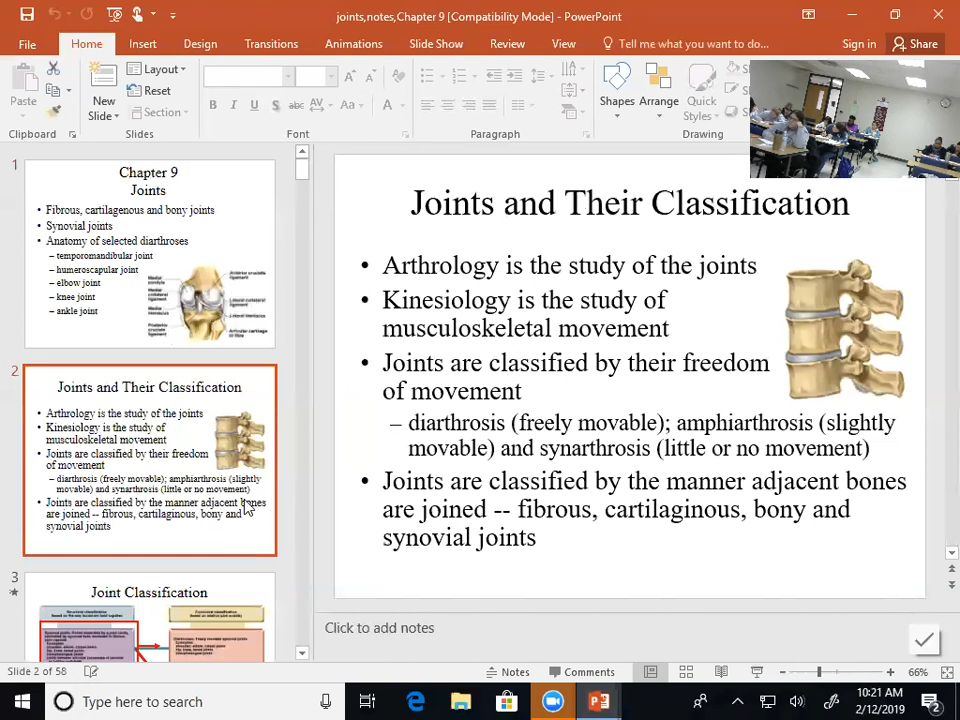 joints,notes,Chapter 9 [Compatibility Mode] - PowerPoint
File Home Insert Design Transitions Animations Slide Show Review View Tell me what you want to do... Sign in Share
Paste
New
Slide
Layout
Reset
Section
B I U S abc AV Aa A
Shapes Arrange Quick
Styles
Clipboard Slides Font Paragraph Drawing
1
Chapter 9
Joints
• Fibrous, cartilagenous and bony joints
• Synovial joints
• Anatomy of selected diarthroses
– temporomandibular joint
– humeroscapular joint
– elbow joint
– knee joint
– ankle joint
2
Joints and Their Classification
• Arthrology is the study of the joints
• Kinesiology is the study of
musculoskeletal movement
• Joints are classified by their freedom
of movement
– diarthrosis (freely movable); amphiarthrosis (slightly
movable) and synarthrosis (little or no movement)
• Joints are classified by the manner adjacent bones
are joined -- fibrous, cartilaginous, bony and
synovial joints
3
Joint Classification
Joints and Their Classification
• Arthrology is the study of the joints
• Kinesiology is the study of
musculoskeletal movement
• Joints are classified by their freedom
of movement
– diarthrosis (freely movable); amphiarthrosis (slightly
movable) and synarthrosis (little or no movement)
• Joints are classified by the manner adjacent bones
are joined -- fibrous, cartilaginous, bony and
synovial joints
Click to add notes
Slide 2 of 58 Notes Comments 66%
Type here to search
10:21 AM
2/12/2019
2